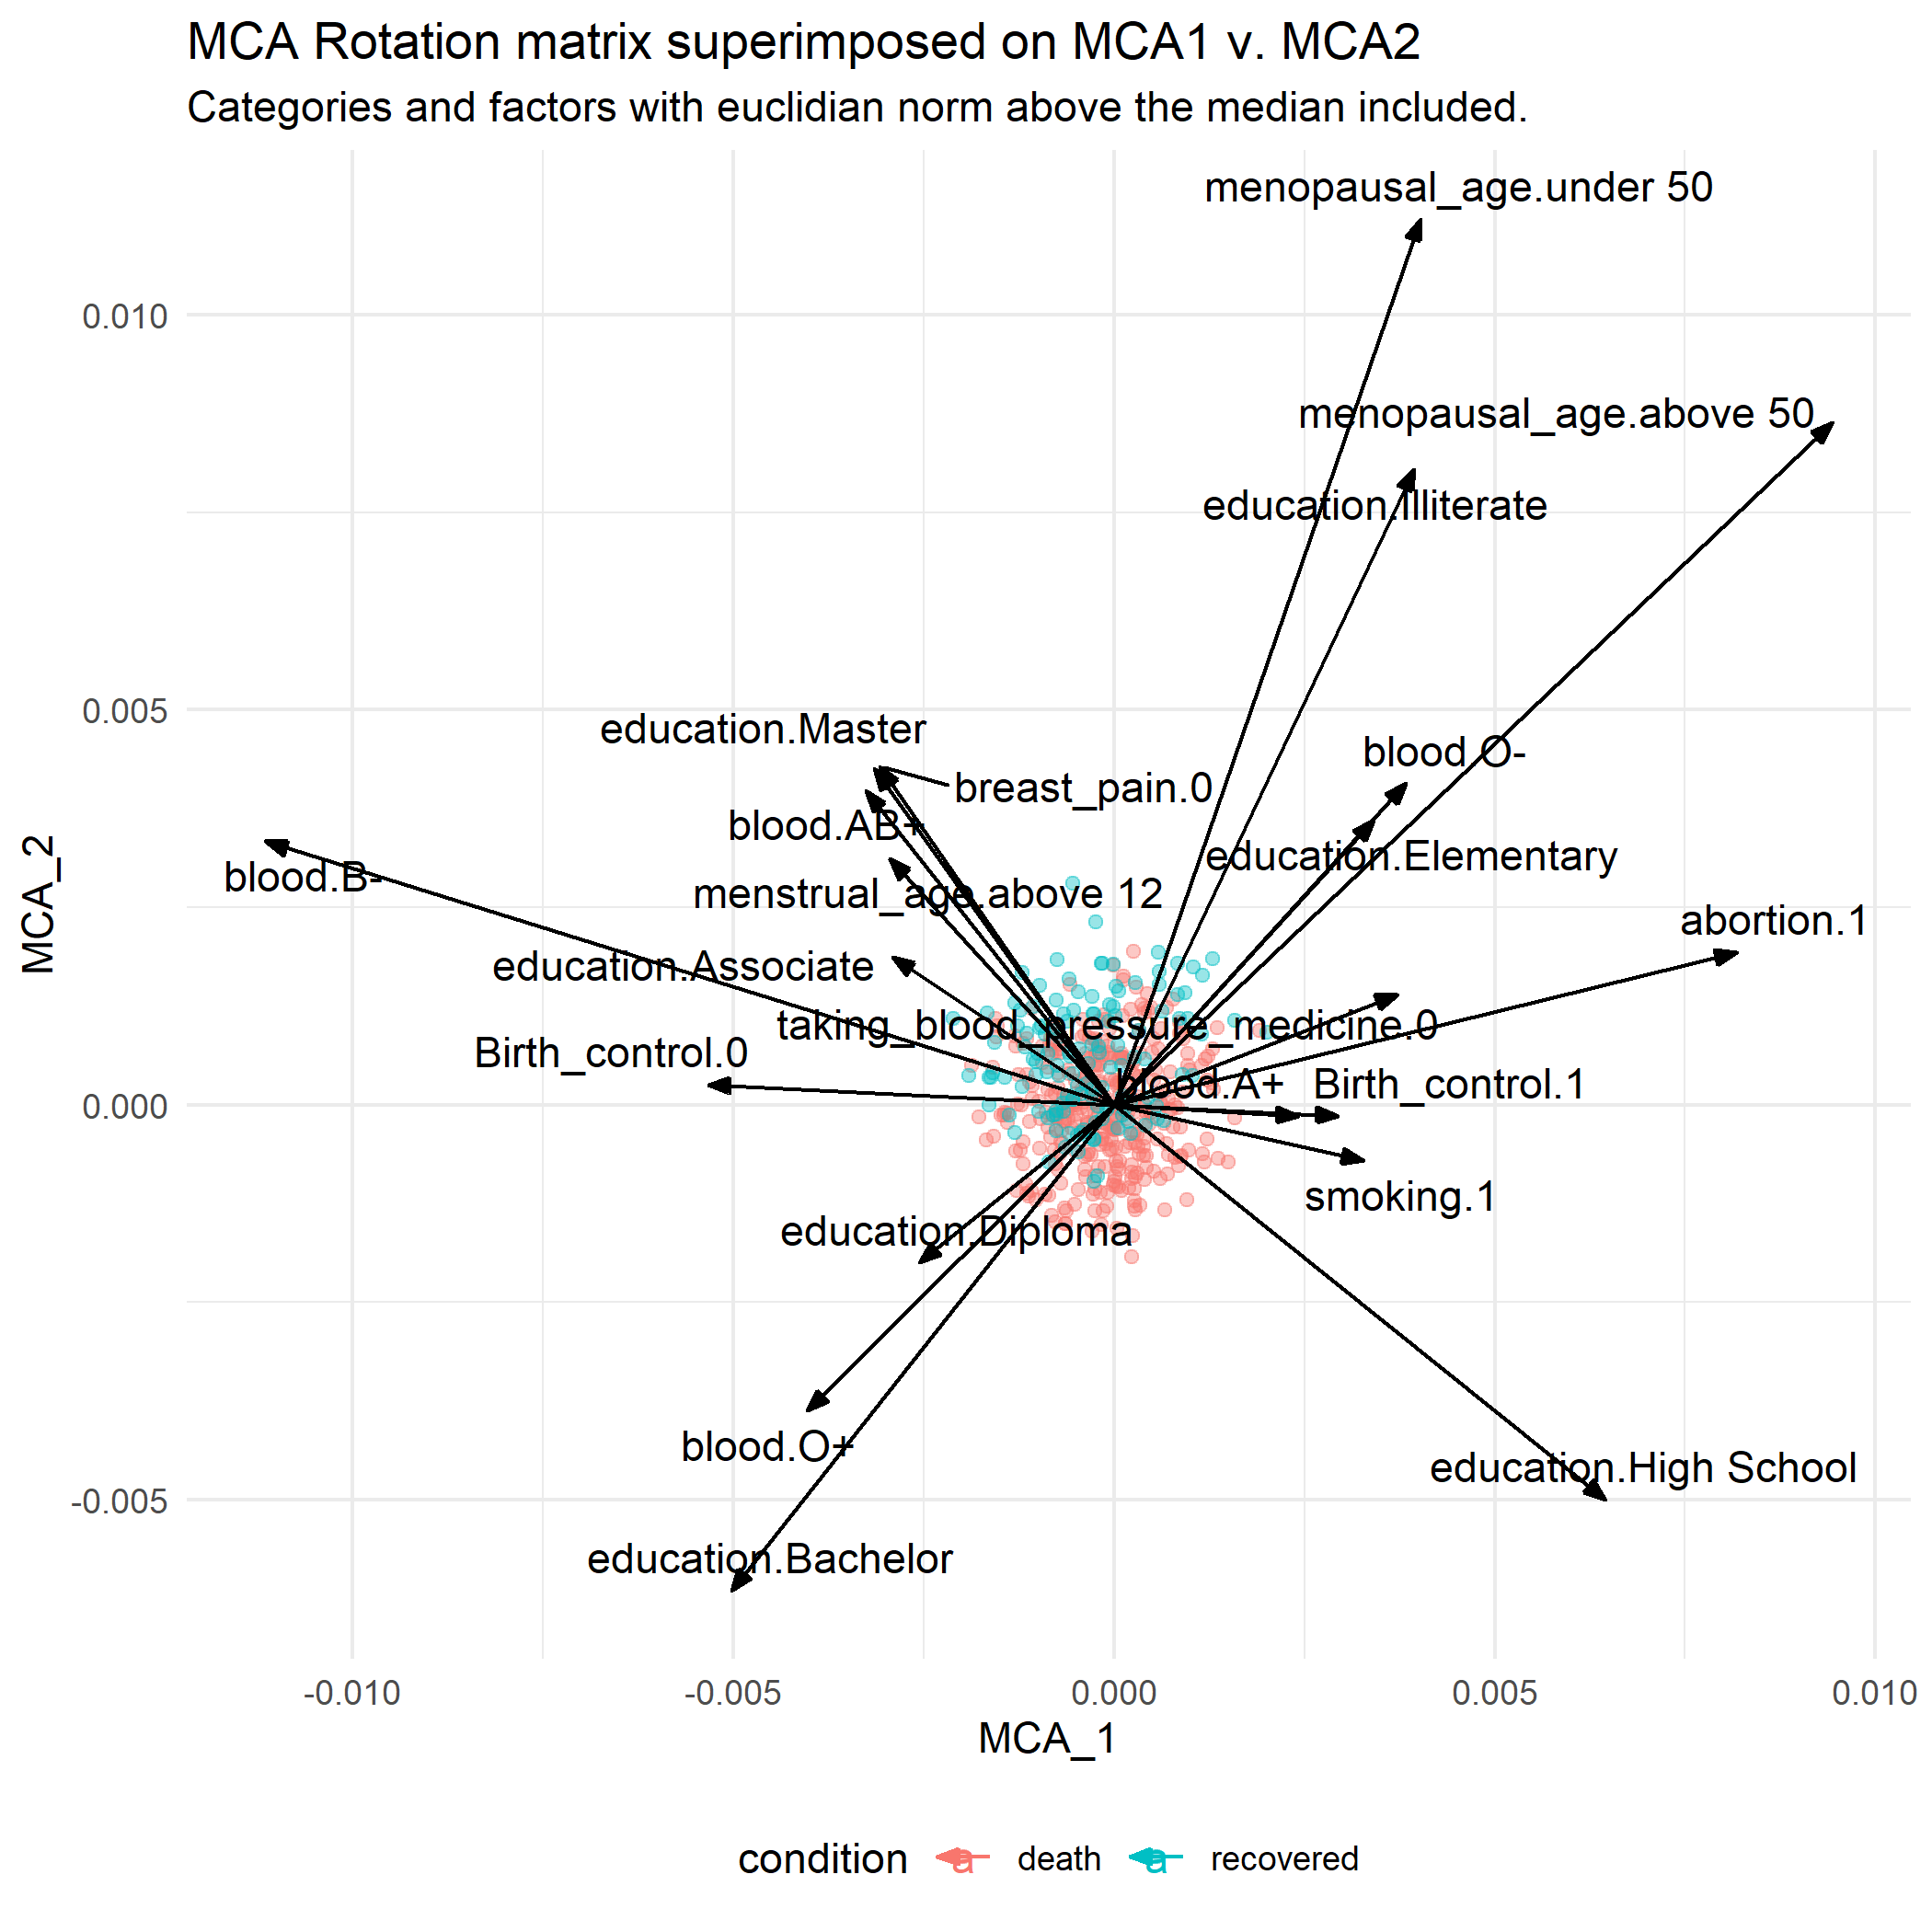 MCA Rotation matrix superimposed on MCA1 v. MCA2
Categories and factors with euclidian norm above the median included.
menopausal_age.under 50
0.010
menopausal_age.above 50
education.Illiterate
0.005
education.Master
blood.O-
breast_pain.0
blood.AB+
education.Elementary
blood.B-
menstrual_age.above 12
MCA_2
abortion.1
education.Associate
taking_blood_pressure_medicine.0
Birth_control.0
blood.A+
Birth_control.1
0.000
smoking.1
education.Diploma
blood.O+
education.High School
-0.005
education.Bachelor
-0.010
-0.005
0.000
0.005
0.010
MCA_1
condition
a
death
a
recovered